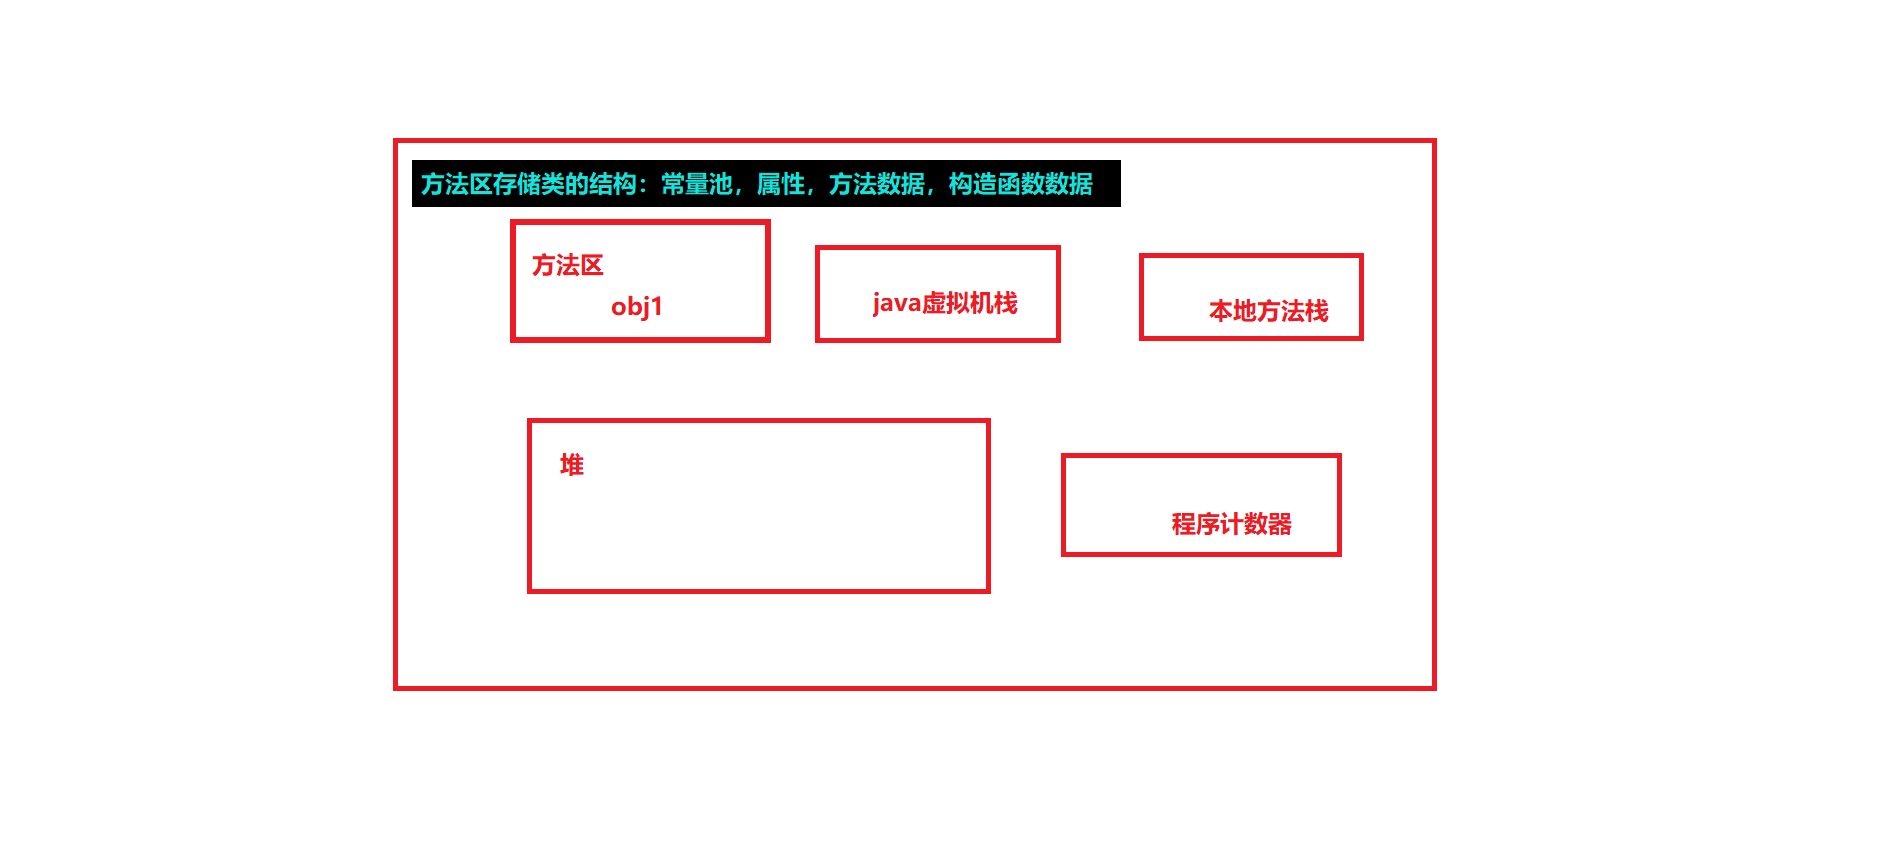 方法区存储类的结构：常量池，属性，方法数据，构造函数数据
方法区
obj1
java虚拟机栈
本地方法栈
堆
程序计数器